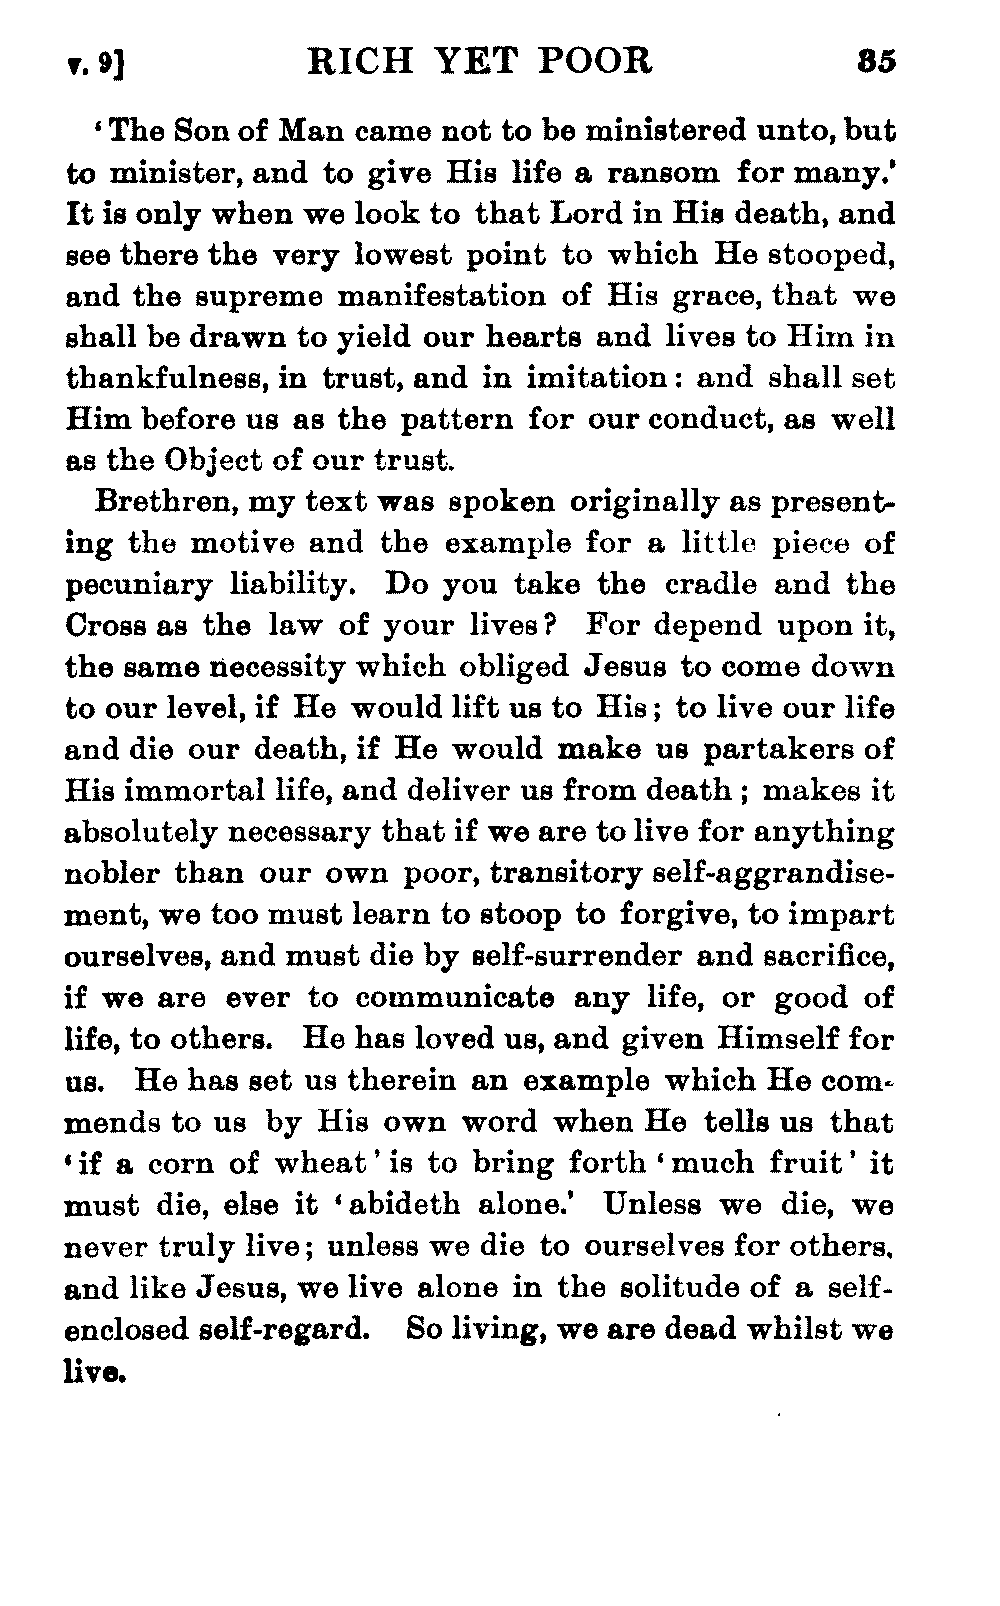 v. 9] RICH YET POOR 35
‘The Son of Man came not to be ministered unto, but
to minister, and to give His life a ransom for many.’
It is only when we look to that Lord in His death, and
see there the very lowest point to which He stooped,
and the supreme manifestation of His grace, that we
shall be drawn to yield our hearts and lives to Him in
thankfulness, in trust, and in imitation: and shall set
Him before us as the pattern for our conduct, as well
as the Object of our trust.
Brethren, my text was spoken originally as present-
ing the motive and the example for a little piece of
pecuniary liability. Do you take the cradle and the
Cross as the law of your lives? For depend upon it,
the same necessity which obliged Jesus to come down
to our level, if He would lift us to His; to live our life
and die our death, if He would make us partakers of
His immortal life, and deliver us from death; makes it
absolutely necessary that if we are to live for anything
nobler than our own poor, transitory self-aggrandise-
ment, we too must learn to stoop to forgive, to impart
ourselves, and must die by self-surrender and sacrifice,
if we are ever to communicate any life, or good of
life, to others. He has loved us, and given Himself for
us. He has set us therein an example which He com-
mends to us by His own word when He tells us that
‘if a corn of wheat’ is to bring forth ‘much fruit’ it
must die, else it ‘abideth alone.’ Unless we die, we
never truly live; unless we die to ourselves for others.
and like Jesus, we live alone in the solitude of a self-
enclosed self-regard. So living, we are dead whilst we
live.